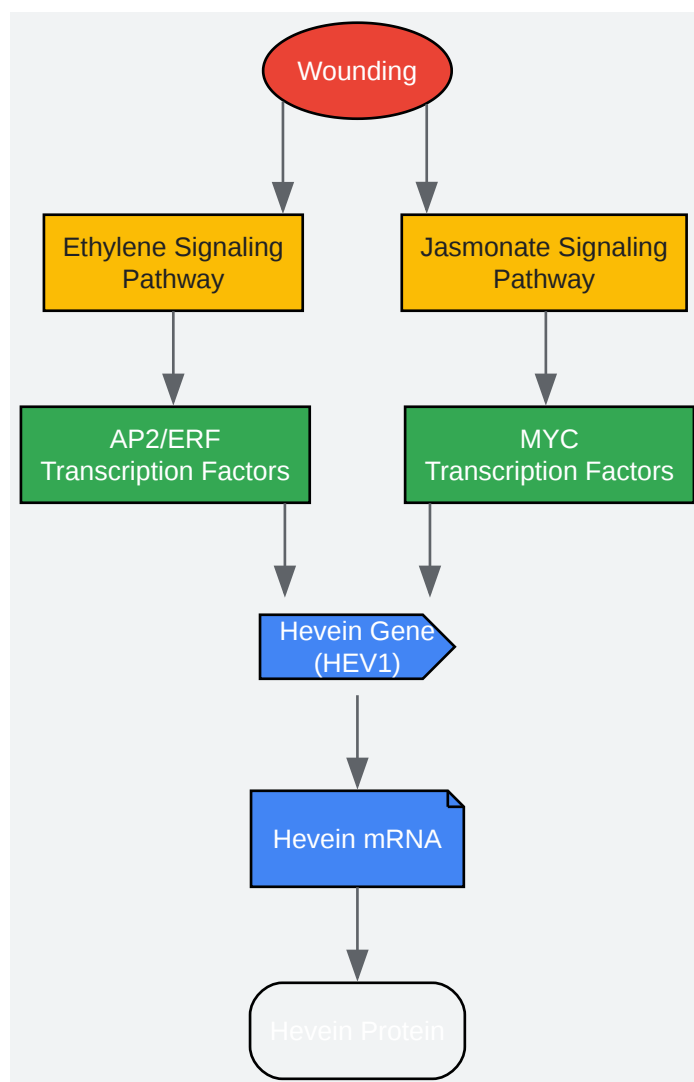 Wounding
Ethylene Signaling
Pathway
Jasmonate Signaling
Pathway
AP2/ERF
Transcription Factors
MYC
Transcription Factors
Hevein Gene
(HEV1)
Hevein mRNA
Hevein Protein